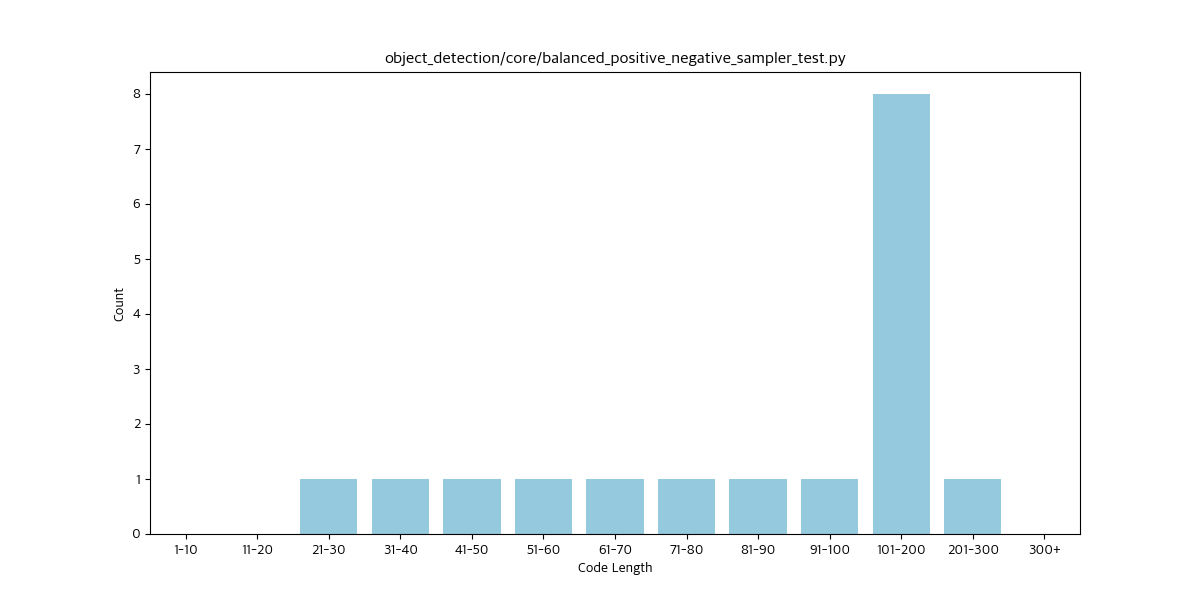 object_detection/core/balanced_positive_negative_sampler_test.py
8
7
6
5
4
3
2
1
0
Count
1-10 11-20 21-30 31-40 41-50 51-60 61-70 71-80 81-90 91-100 101-200 201-300 300+
Code Length